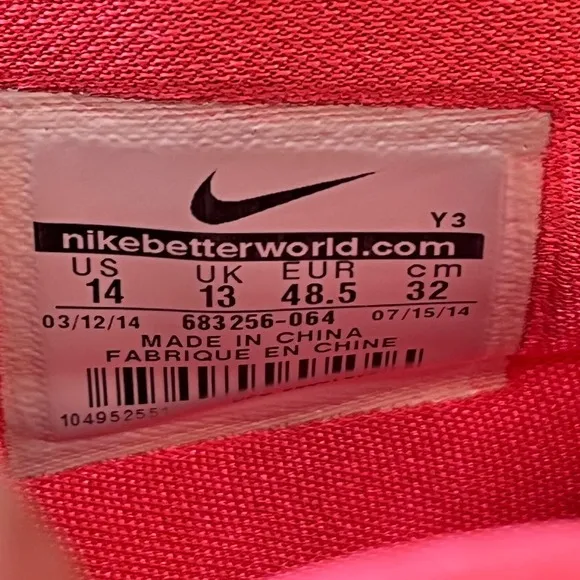 Y3
nikebetterworld.com
US UK EUR cm
14 13 48.5 32
03/12/14 683256-064 07/15/14
MADE IN CHINA
FABRIQUE EN CHINE
10495255